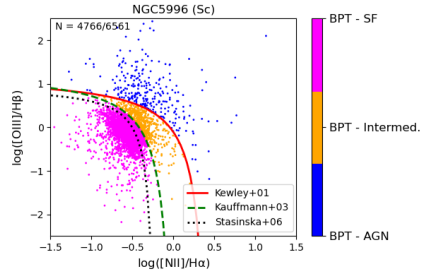 NGC5996 (Sc)
N = 4766/6561
log([OIII]/Hβ)
2
1
0
−1
−2
−1.5 −1.0 −0.5 0.0 0.5 1.0 1.5
log([NII]/Hα)
Kewley+01
Kauffmann+03
Stasinska+06
BPT - SF
BPT - Intermed.
BPT - AGN